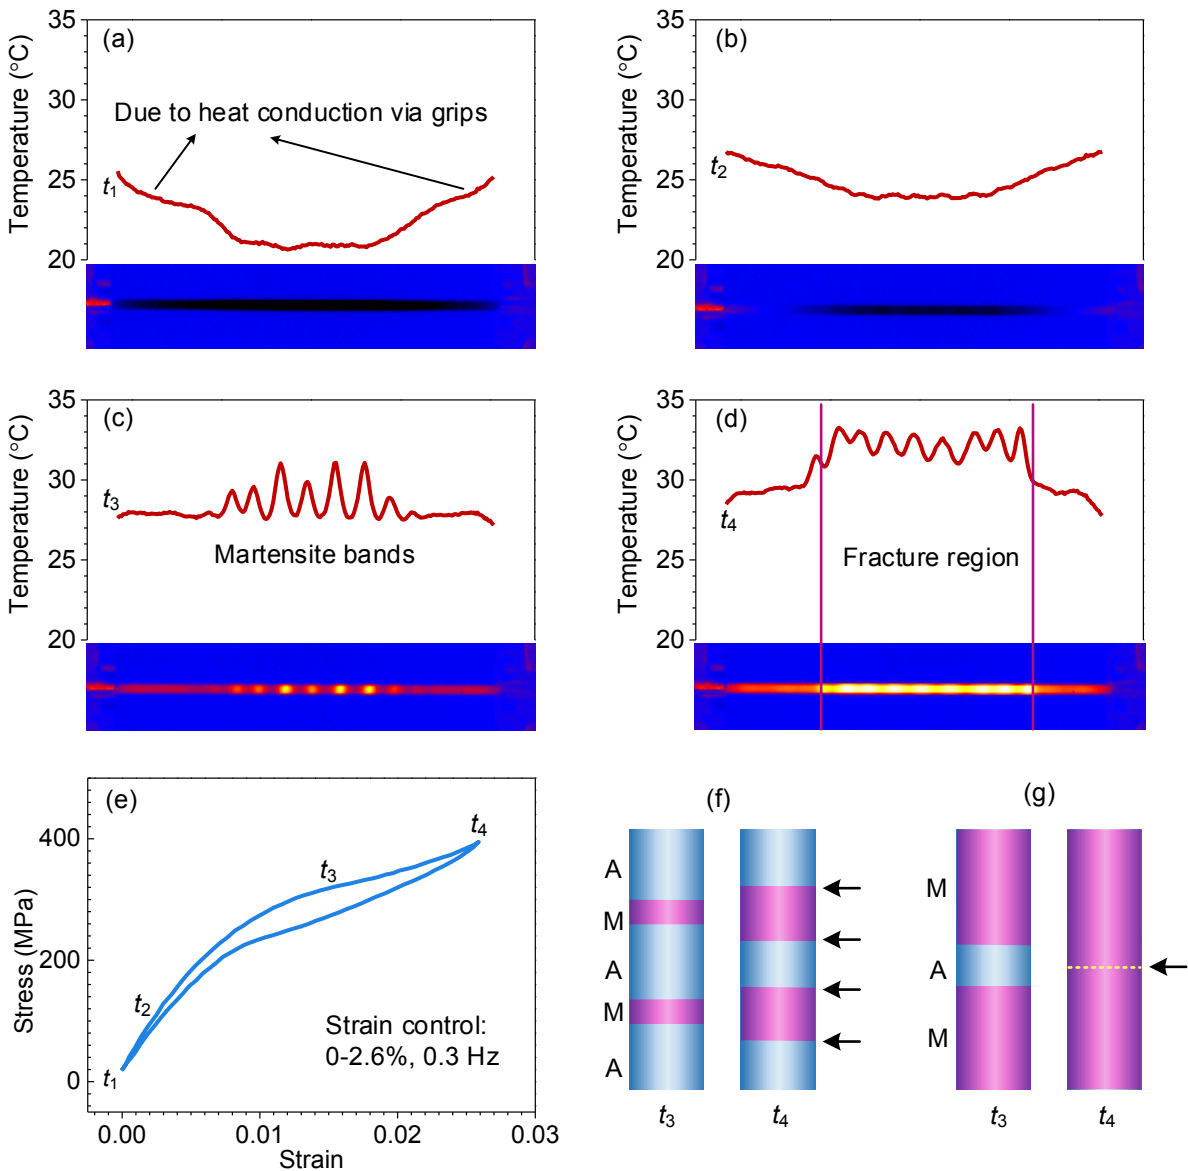 (a)
35
30
25
20
Temperature (°C)
Due to heat conduction via grips
t1
(b)
35
30
25
20
Temperature (°C)
t2
(c)
35
30
25
20
Temperature (°C)
t3
Martensite bands
(d)
35
30
25
20
Temperature (°C)
t4
Fracture region
(e)
400
200
0
Stress (MPa)
t4
t3
t2
t1
Strain control:
0-2.6%, 0.3 Hz
0.00 0.01 0.02 0.03
Strain
(f)
A
M
A
M
A
t3 t4
(g)
M
A
M
t3 t4